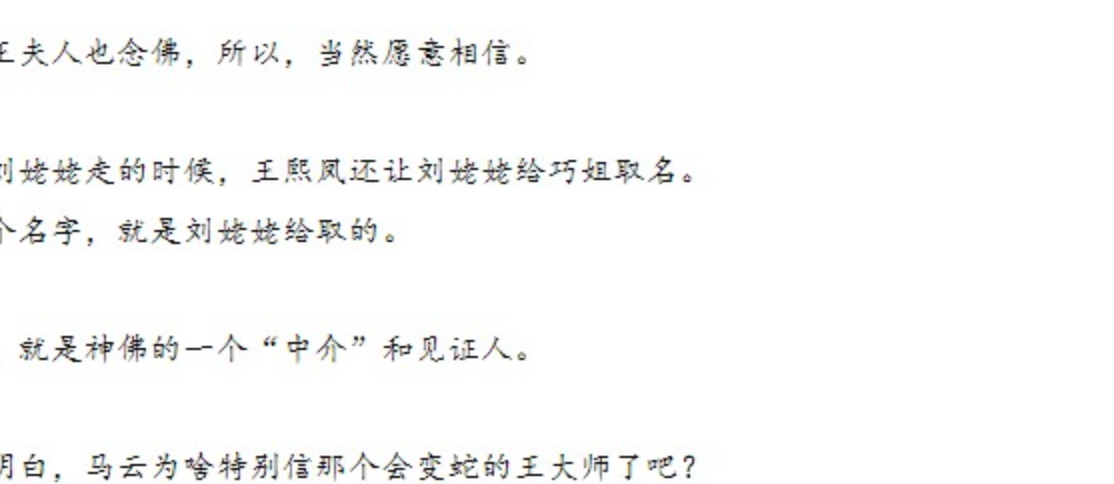 王夫人也念佛，所以，当然愿意相信。
刘姥姥走的时候，王熙凤还让刘姥姥给巧姐取名。
个名字，就是刘姥姥给取的。
就是神佛的一个“中介”和见证人。
明白，马云为啥特别信那个会变蛇的王大师了吧？